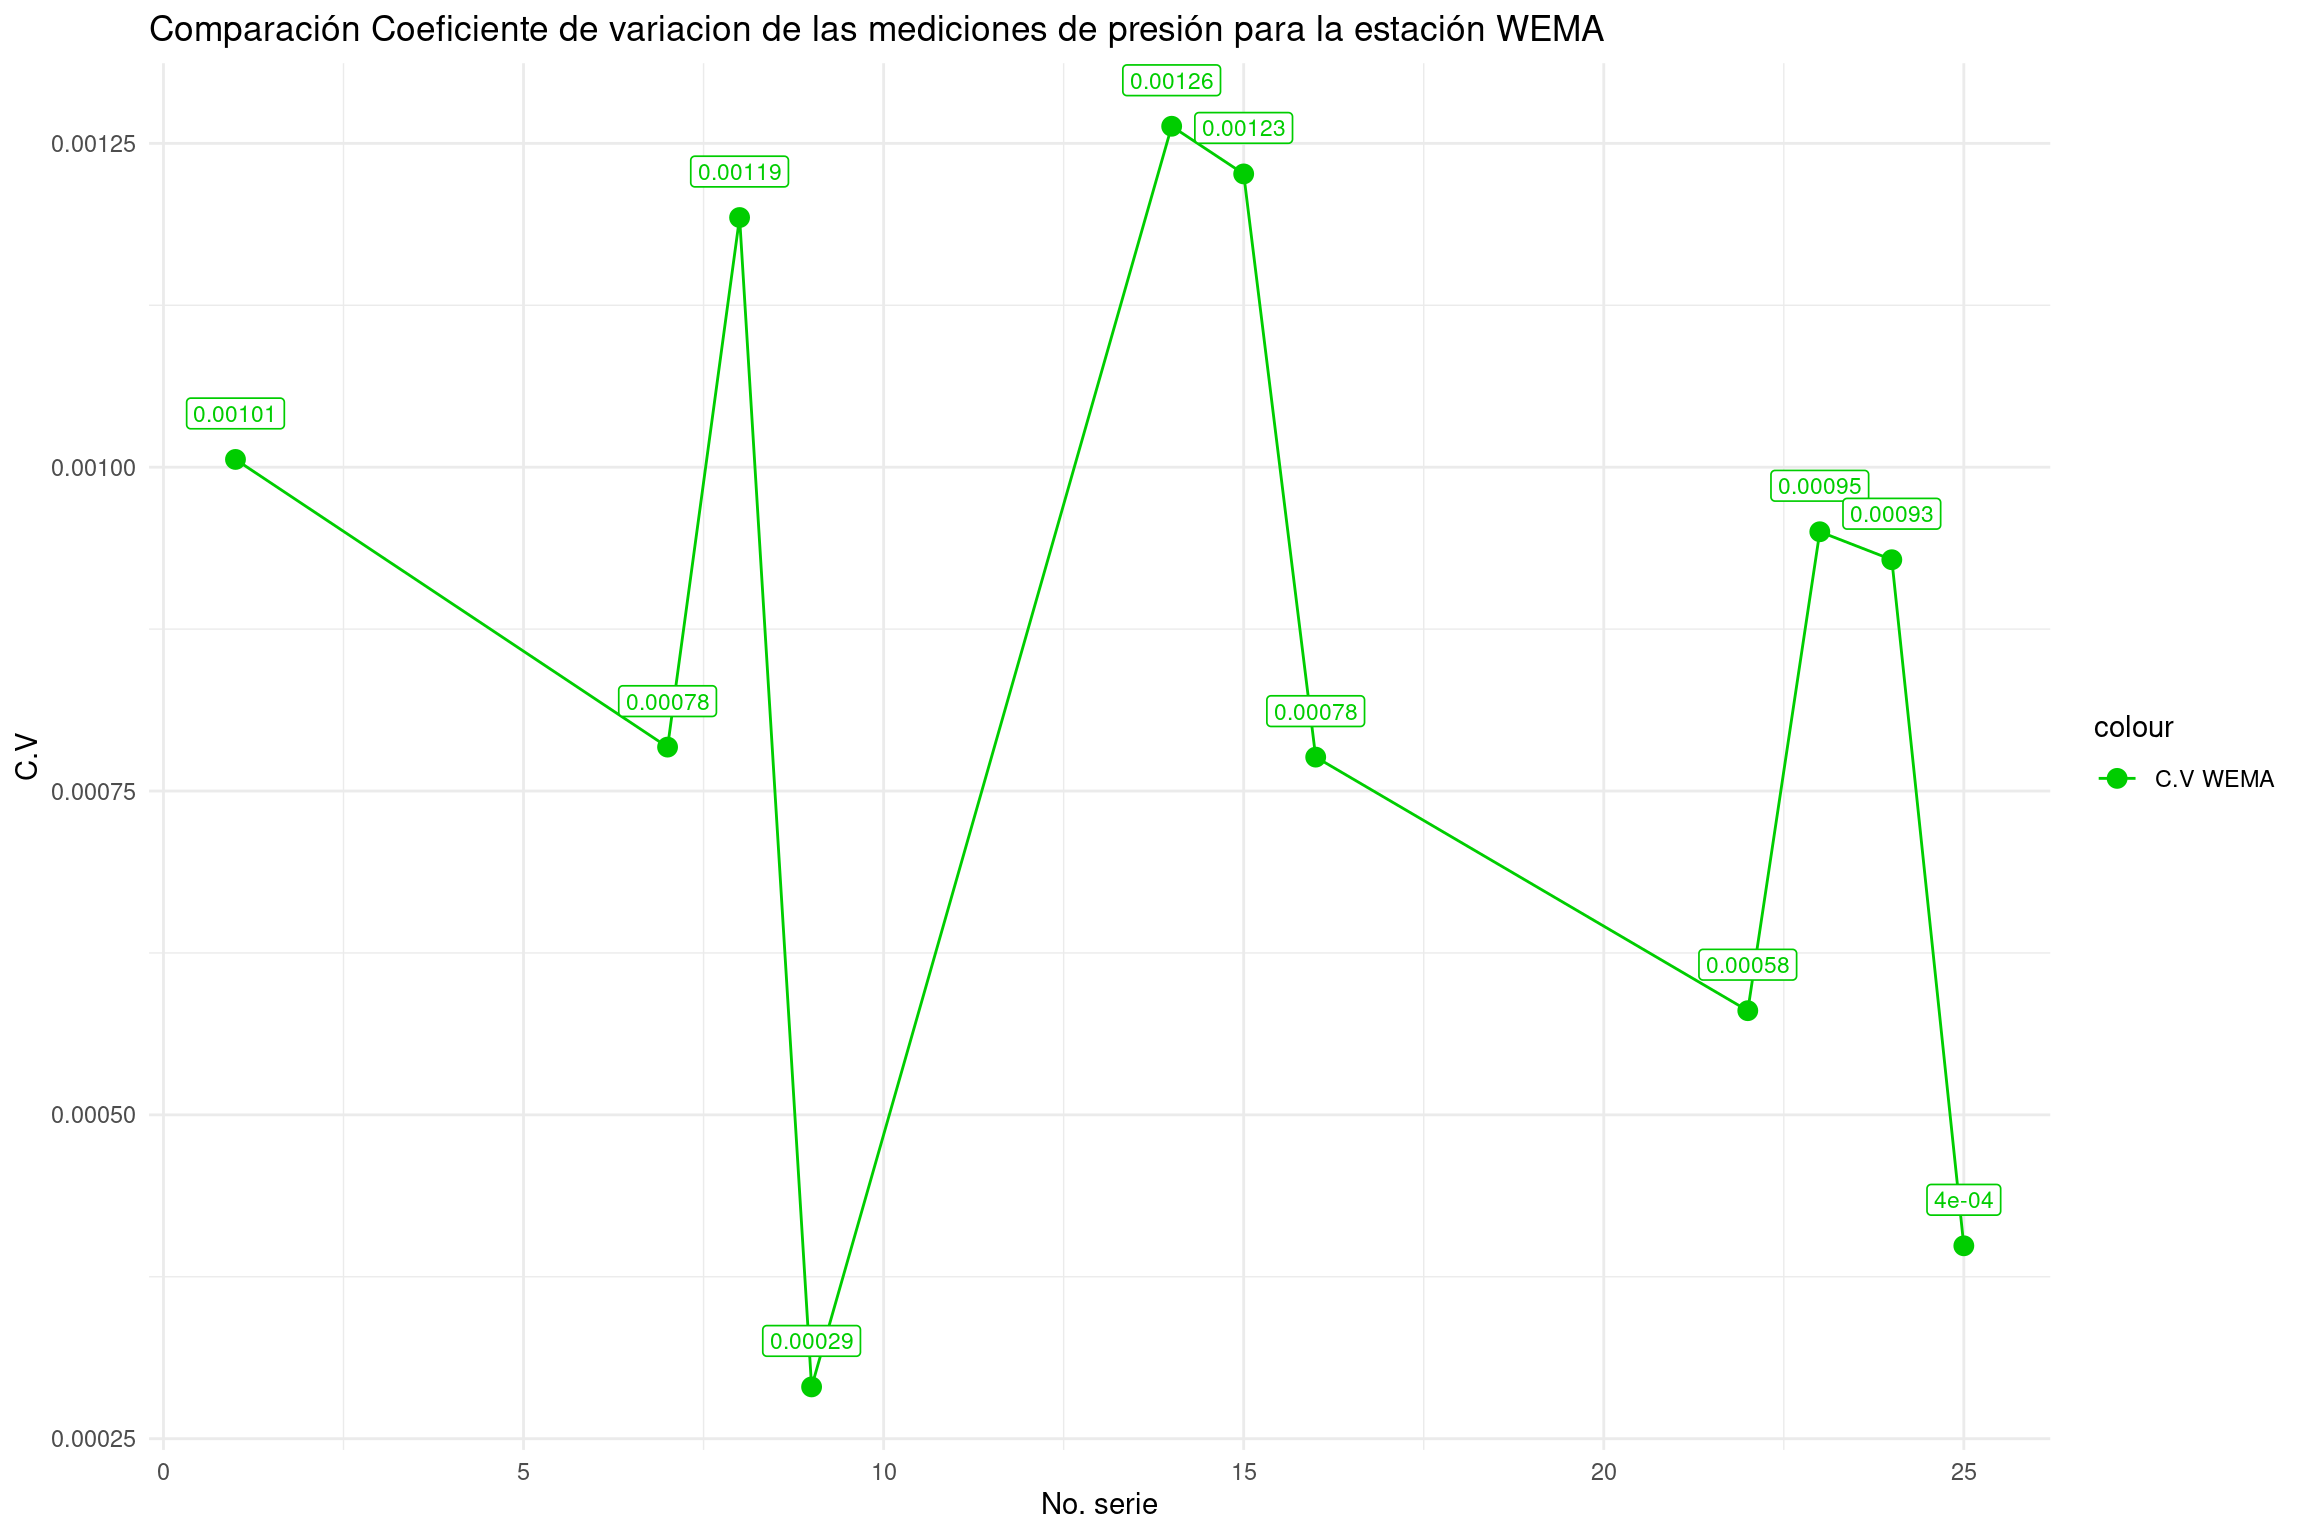 Comparación Coeficiente de variacion de las mediciones de presión para la estación WEMA
0.00126
0.00123
0.00125
0.00119
0.00101
0.00100
0.00095
0.00093
0.00078
0.00078
colour
C.V
C.V WEMA
0.00075
0.00058
0.00050
4e-04
0.00029
0.00025
0 5 10 15 20 25
No. serie